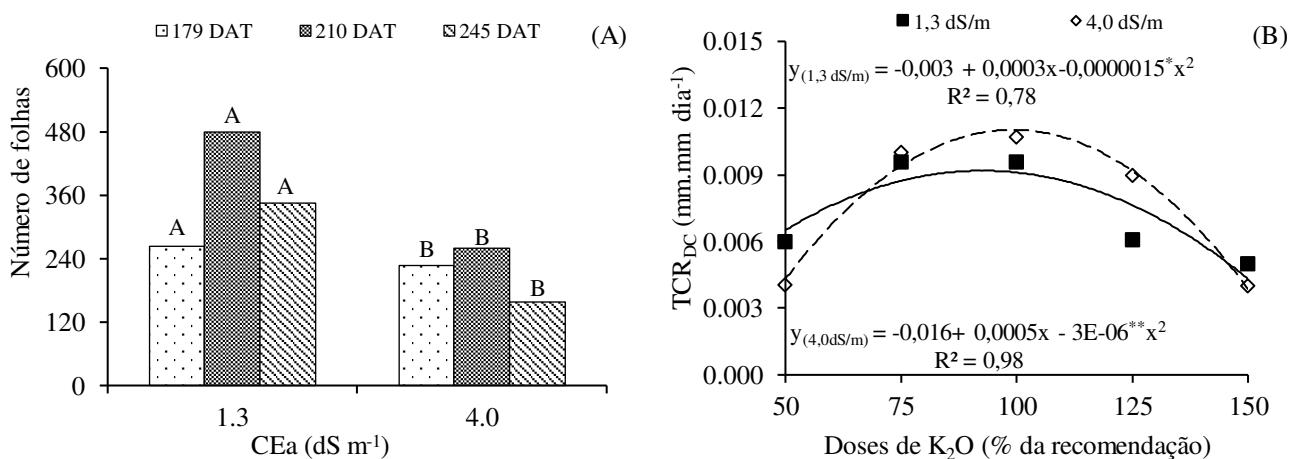 179 DAT 210 DAT 245 DAT
(A)
Número de folhas
600
480
360
240
120
0
A
A
A
B
B
B
1.3
4.0
CEa (dS m⁻¹)
1,3 dS/m 4,0 dS/m
(B)
TCR_DC (mm.mm dia⁻¹)
0.015
0.012
0.009
0.006
0.003
0.000
y(1,3 dS/m) = -0,003 + 0,0003x-0,0000015*x²
R² = 0,78
y(4,0dS/m) = -0,016+ 0,0005x - 3E-06**x²
R² = 0,98
50 75 100 125 150
Doses de K₂O (% da recomendação)